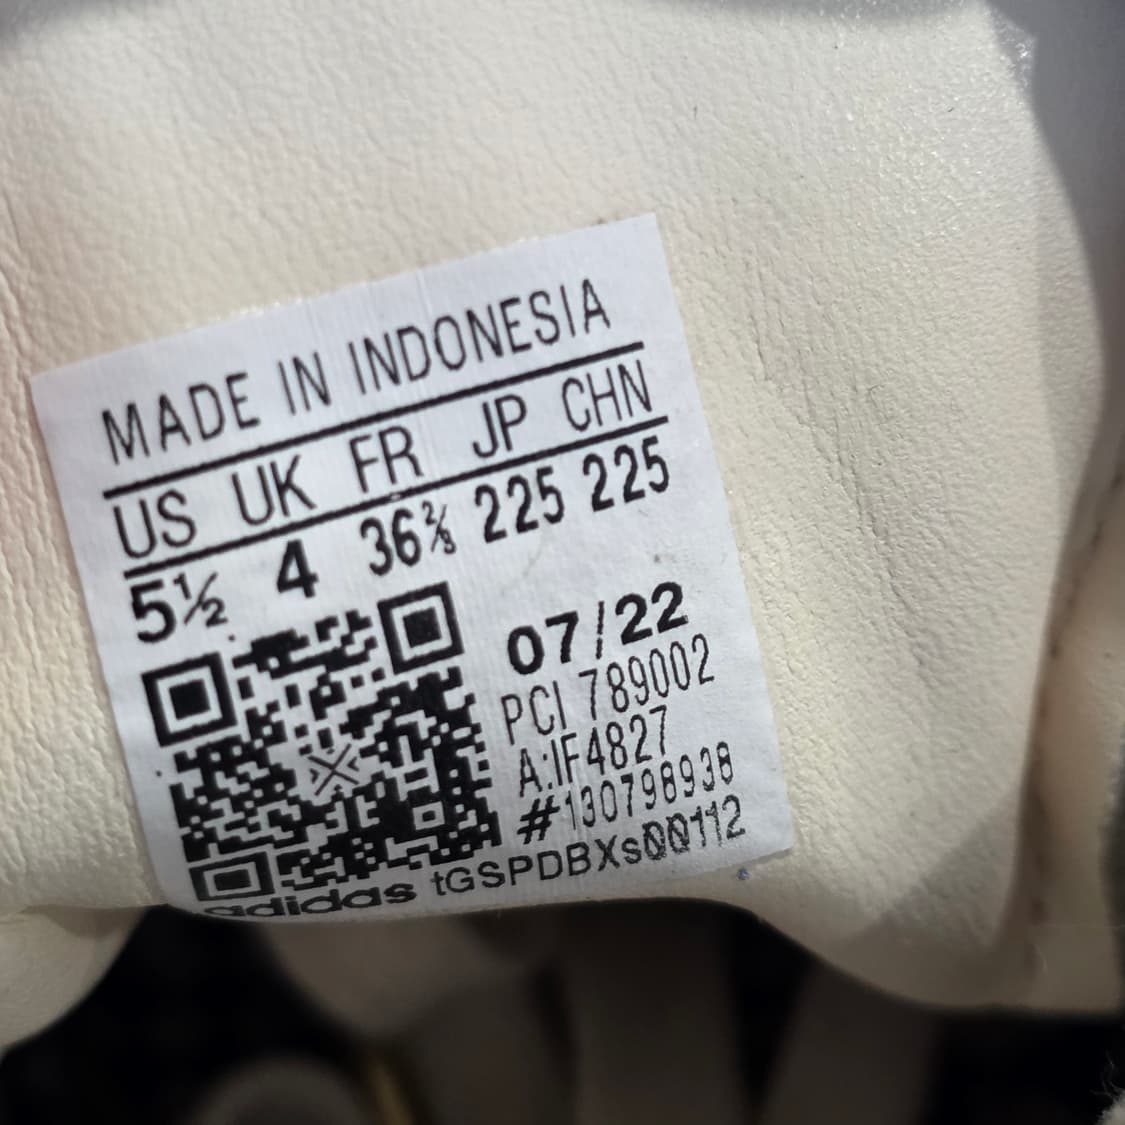 MADE IN INDONESIA
US UK FR JP CHN
5½ 4 36⅔ 225 225
07/22
PCI 789002
A:IF4827
#130798938
adidas tGSPDBXs00112